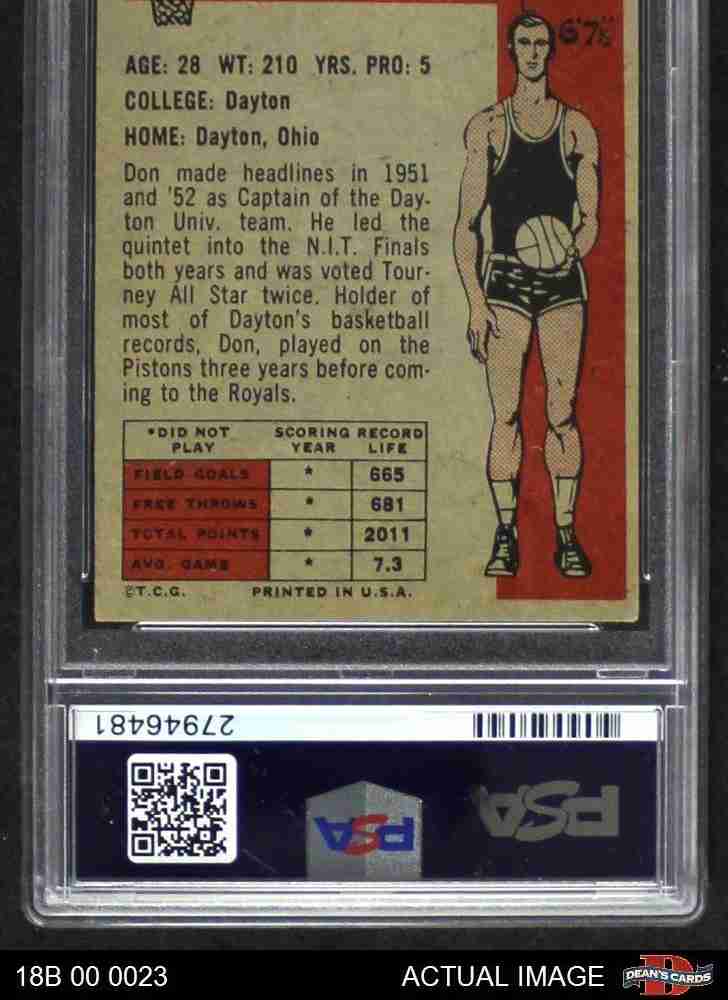 6'7½
AGE: 28 WT: 210 YRS. PRO: 5
COLLEGE: Dayton
HOME: Dayton, Ohio
Don made headlines in 1951
and '52 as Captain of the Day-
ton Univ. team. He led the
quintet into the N.I.T. Finals
both years and was voted Tour-
ney All Star twice. Holder of
most of Dayton's basketball
records, Don, played on the
Pistons three years before com-
ing to the Royals.
*DID NOT PLAY SCORING RECORD
YEAR LIFE
FIELD GOALS * 665
FREE THROWS * 681
TOTAL POINTS * 2011
AVG. GAME * 7.3
©T.C.G. PRINTED IN U.S.A.
27946481
PSA
PSA
18B 00 0023 ACTUAL IMAGE DEAN'S CARDS